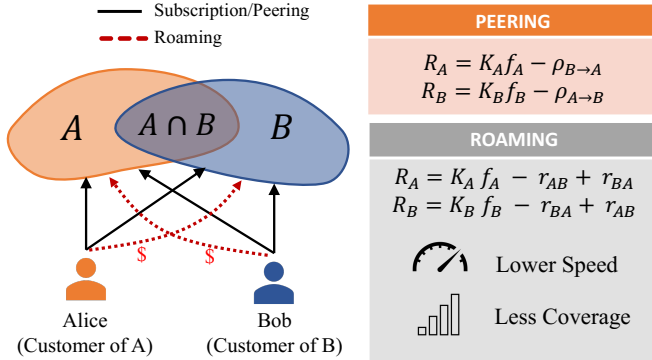 Subscription/Peering
Roaming
A
A ∩ B
B
$
$
Alice
(Customer of A)
Bob
(Customer of B)
PEERING
R_A = K_A f_A − ρ_{B→A}
R_B = K_B f_B − ρ_{A→B}
ROAMING
R_A = K_A f_A − r_{AB} + r_{BA}
R_B = K_B f_B − r_{BA} + r_{AB}
Lower Speed
Less Coverage